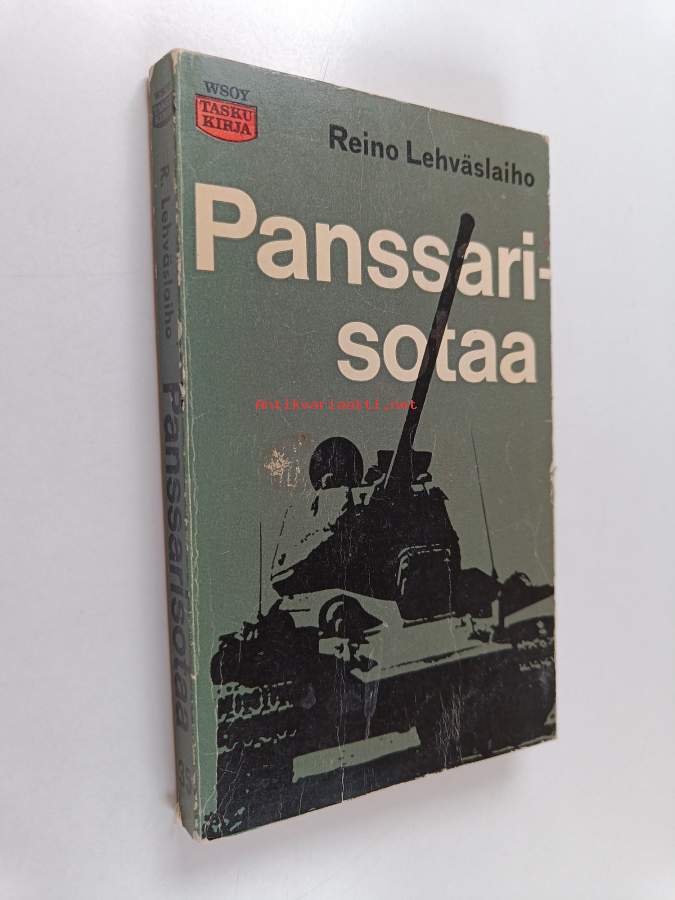 WSOY
TASKU
KIRJA
Reino Lehväslaiho
Panssari-
sotaa
Antikvariaatti.net
R. Lehväslaiho
Panssarisotaa